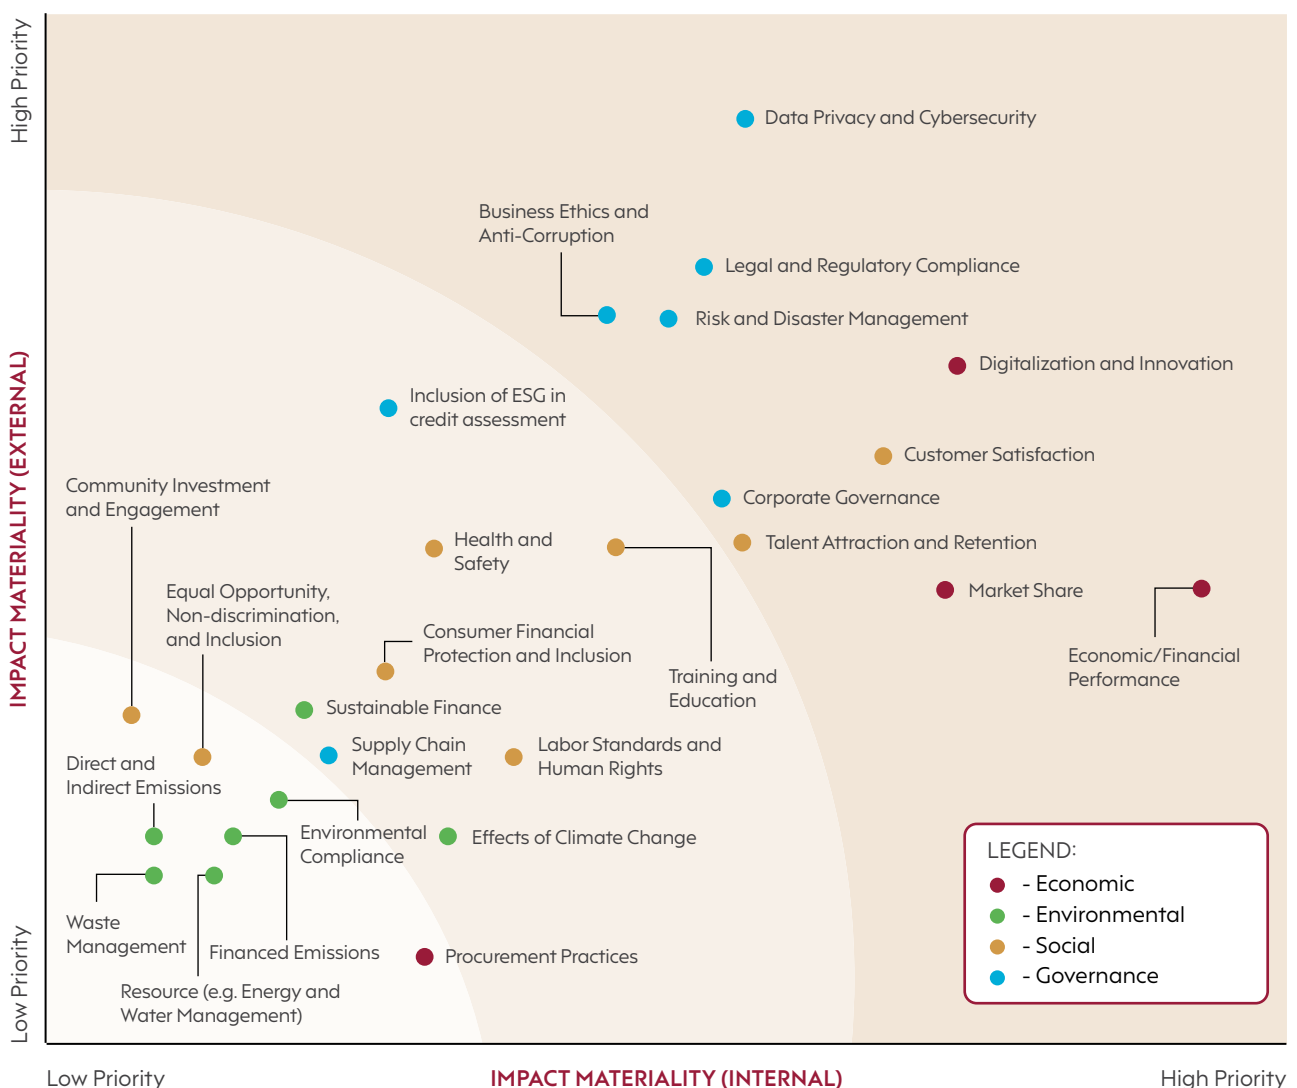 High Priority
Data Privacy and Cybersecurity
Business Ethics and
Anti-Corruption
Legal and Regulatory Compliance
Risk and Disaster Management
Digitalization and Innovation
Inclusion of ESG in
credit assessment
Customer Satisfaction
Corporate Governance
Community Investment
and Engagement
Health and
Safety
Talent Attraction and Retention
Market Share
Equal Opportunity,
Non-discrimination,
and Inclusion
Consumer Financial
Protection and Inclusion
Training and
Education
Economic/Financial
Performance
IMPACT MATERIALITY (EXTERNAL)
Sustainable Finance
Supply Chain
Management
Labor Standards and
Human Rights
Direct and
Indirect Emissions
Environmental
Compliance
Effects of Climate Change
Waste
Management
Financed Emissions
Procurement Practices
Resource (e.g. Energy and
Water Management)
LEGEND:
- Economic
- Environmental
- Social
- Governance
Low Priority
Low Priority
IMPACT MATERIALITY (INTERNAL)
High Priority